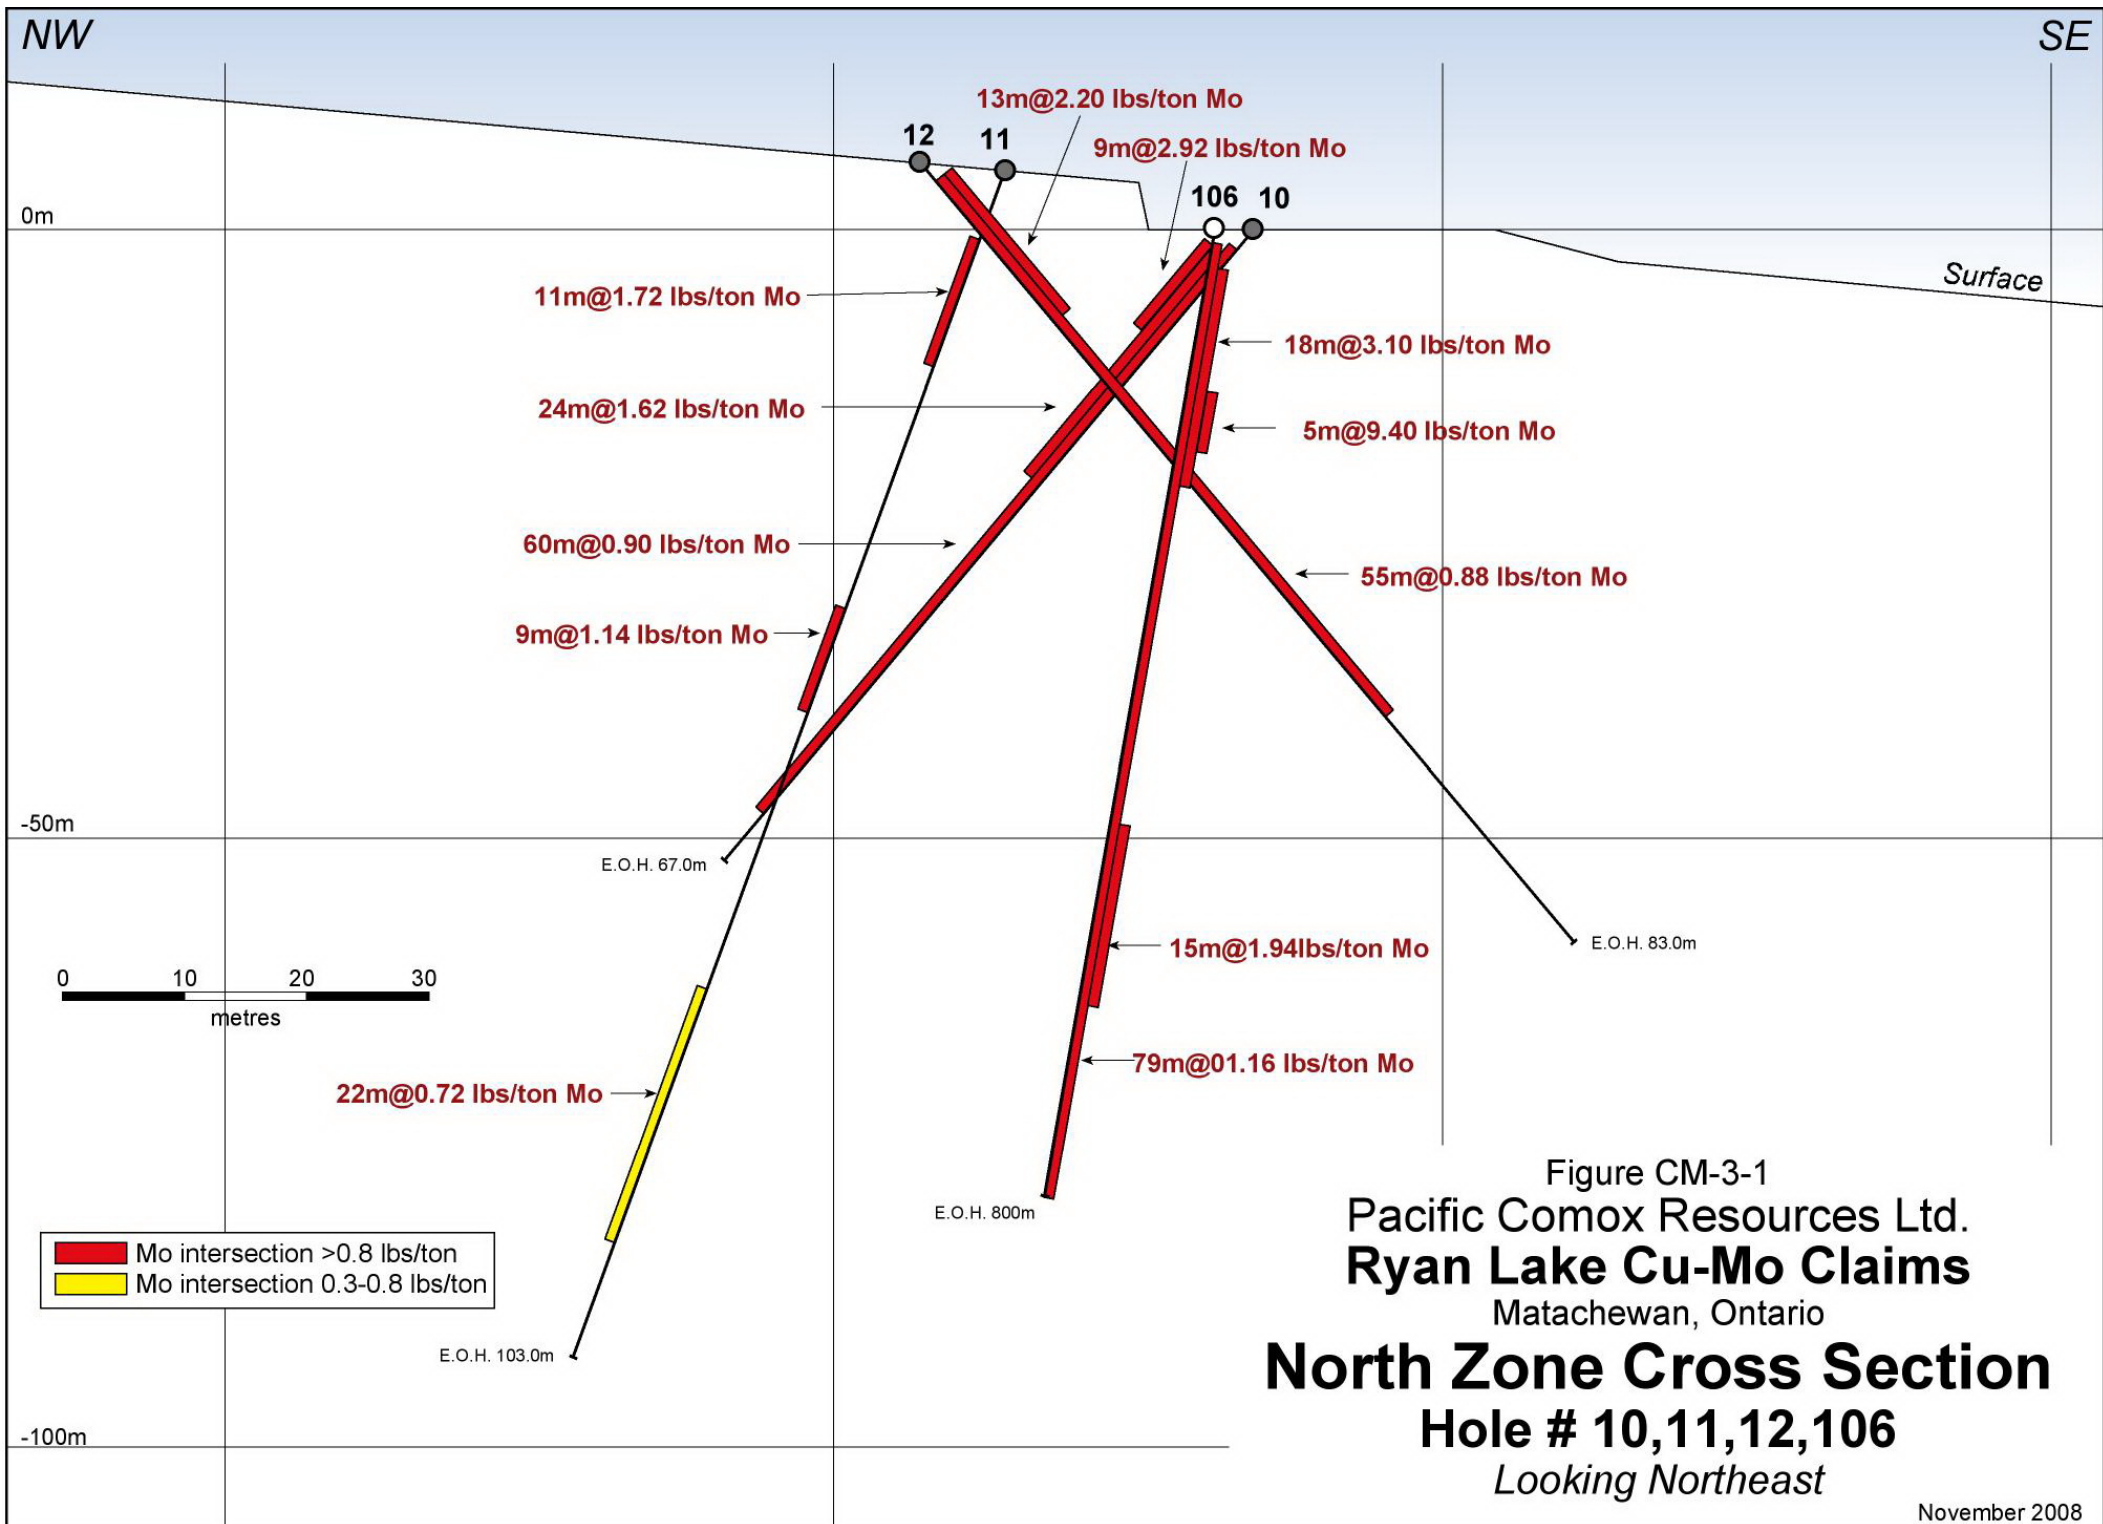 NW
SE
13m@2.20 lbs/ton Mo
12
11
9m@2.92 lbs/ton Mo
106
10
0m
Surface
11m@1.72 lbs/ton Mo
18m@3.10 lbs/ton Mo
24m@1.62 lbs/ton Mo
5m@9.40 lbs/ton Mo
60m@0.90 lbs/ton Mo
55m@0.88 lbs/ton Mo
9m@1.14 lbs/ton Mo
-50m
E.O.H. 67.0m
E.O.H. 83.0m
15m@1.94lbs/ton Mo
0 10 20 30
metres
79m@01.16 lbs/ton Mo
22m@0.72 lbs/ton Mo
E.O.H. 800m
Mo intersection >0.8 lbs/ton
Mo intersection 0.3-0.8 lbs/ton
E.O.H. 103.0m
-100m
Figure CM-3-1
Pacific Comox Resources Ltd.
Ryan Lake Cu-Mo Claims
Matachewan, Ontario
North Zone Cross Section
Hole # 10,11,12,106
Looking Northeast
November 2008